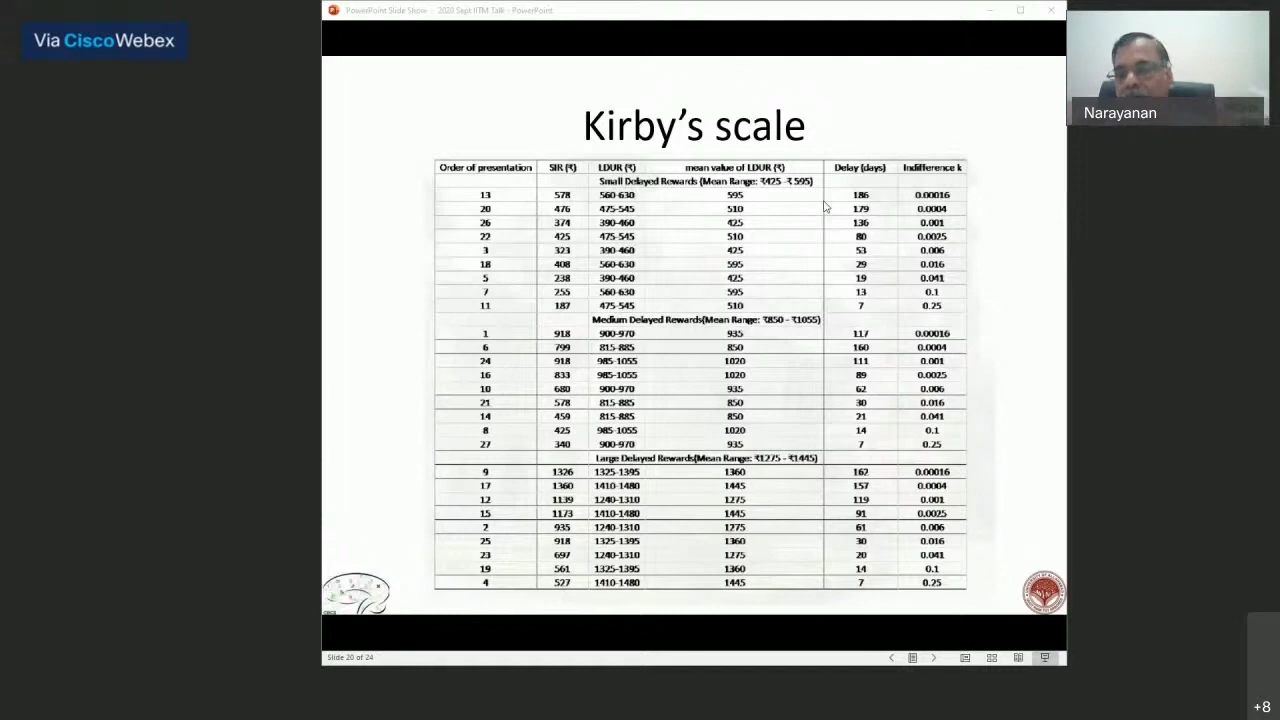 PowerPoint Slide Show - 2020 Sept IITM Talk - PowerPoint
Via CiscoWebex
Narayanan
Kirby's scale
Order of presentation SIR (₹) LDUR (₹) mean value of LDUR (₹) Delay (days) Indifference k
Small Delayed Rewards (Mean Range: ₹425 -₹ 595)
13 578 560-630 595 186 0.00016
20 476 475-545 510 179 0.0004
26 374 390-460 425 136 0.001
22 425 475-545 510 80 0.0025
3 323 390-460 425 53 0.006
18 408 560-630 595 29 0.016
5 238 390-460 425 19 0.041
7 255 560-630 595 13 0.1
11 187 475-545 510 7 0.25
Medium Delayed Rewards(Mean Range: ₹850 - ₹1055)
1 918 900-970 935 117 0.00016
6 799 815-885 850 160 0.0004
24 918 985-1055 1020 111 0.001
16 833 985-1055 1020 89 0.0025
10 680 900-970 935 62 0.006
21 578 815-885 850 30 0.016
14 459 815-885 850 21 0.041
8 425 985-1055 1020 14 0.1
27 340 900-970 935 7 0.25
Large Delayed Rewards(Mean Range: ₹1275 - ₹1445)
9 1326 1325-1395 1360 162 0.00016
17 1360 1410-1480 1445 157 0.0004
12 1139 1240-1310 1275 119 0.001
15 1173 1410-1480 1445 91 0.0025
2 935 1240-1310 1275 61 0.006
25 918 1325-1395 1360 30 0.016
23 697 1240-1310 1275 20 0.041
19 561 1325-1395 1360 14 0.1
4 527 1410-1480 1445 7 0.25
Slide 20 of 24
+8